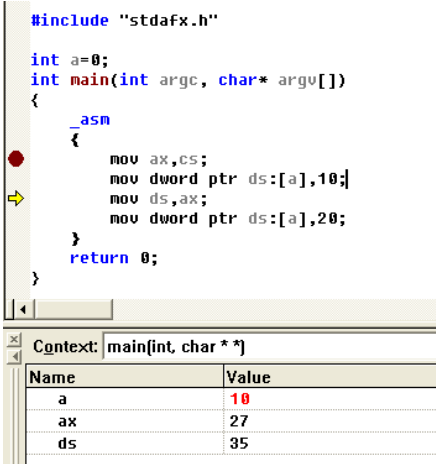 #include "stdafx.h"
int a=0;
int main(int argc, char* argv[])
{
_asm
{
mov ax,cs;
mov dword ptr ds:[a],10;
mov ds,ax;
mov dword ptr ds:[a],20;
}
return 0;
}
Context: main(int, char * *)
Name Value
a 10
ax 27
ds 35